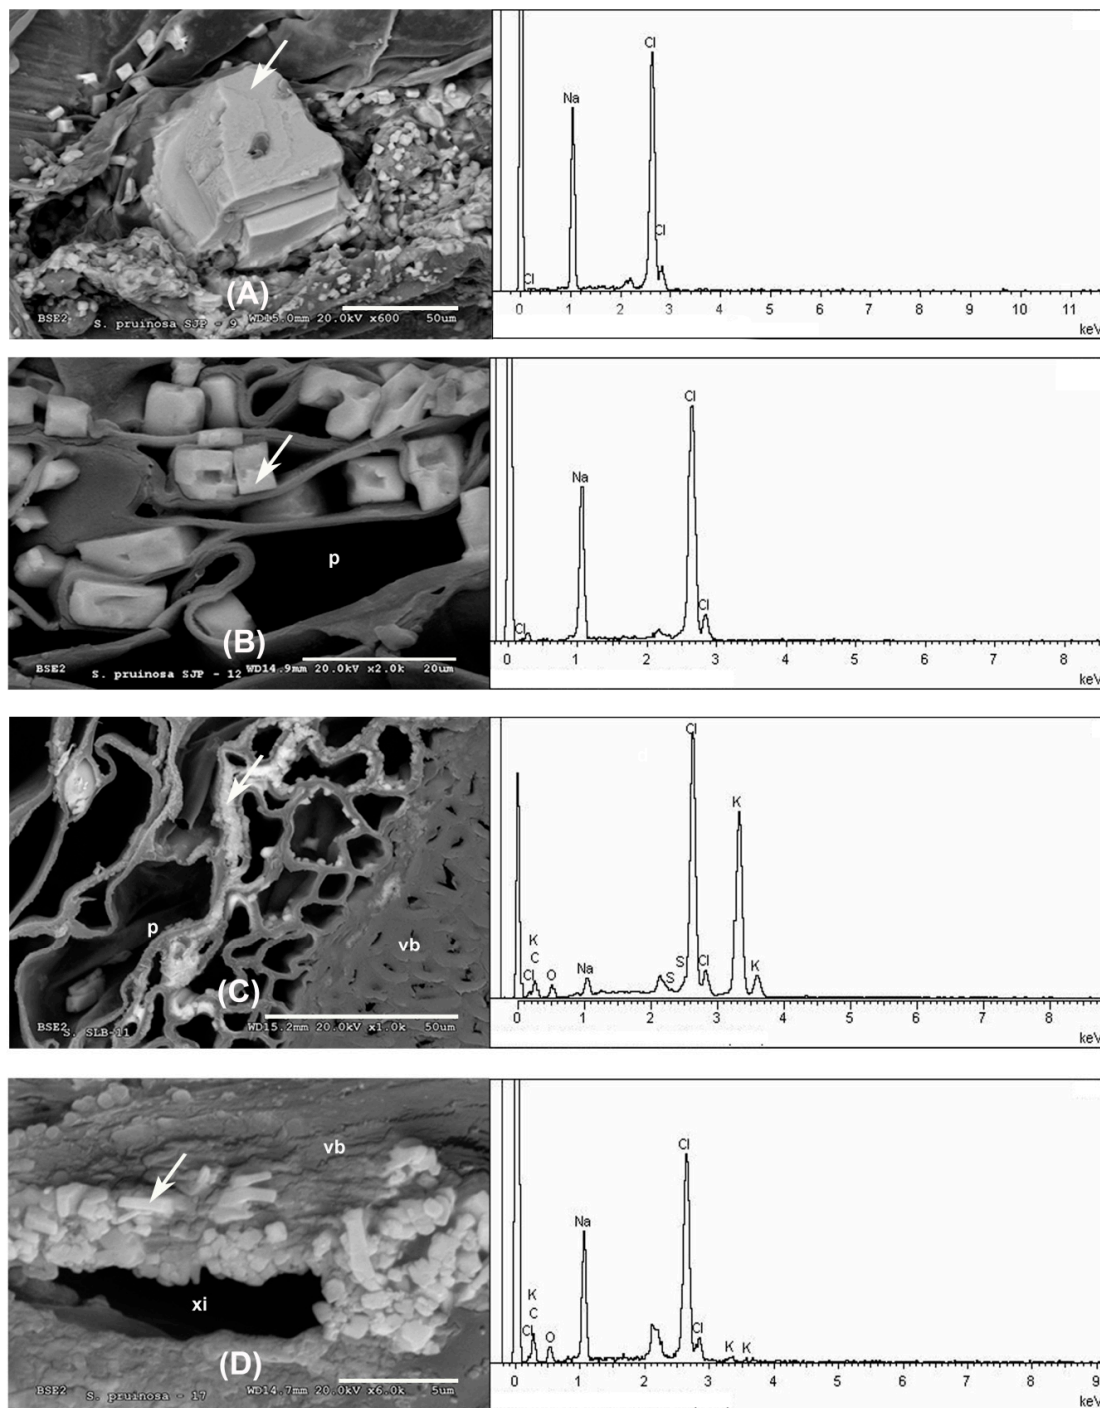 Cl
Na
Cl
Cl
(A)
BSE2 S. pruinosa SJP - 9 WD15.0mm 20.0kV x600 50um
0 1 2 3 4 5 6 7 8 9 10 11
keV
Cl
Na
p
Cl
Cl
(B)
BSE2 S. pruinosa SJP - 12 WD14.9mm 20.0kV x2.0k 20um
0 1 2 3 4 5 6 7 8
keV
Cl
K
p
vb
K
C
Cl
O
Na
S
S
Cl
K
(C)
BSE2 S. SLB-11 WD15.2mm 20.0kV x1.0k 50um
0 1 2 3 4 5 6 7 8
keV
vb
Cl
Na
xi
K
C
Cl
O
Cl
K
K
(D)
BSE2 S. pruinosa - 17 WD14.7mm 20.0kV x6.0k 5um
0 1 2 3 4 5 6 7 8 9
keV